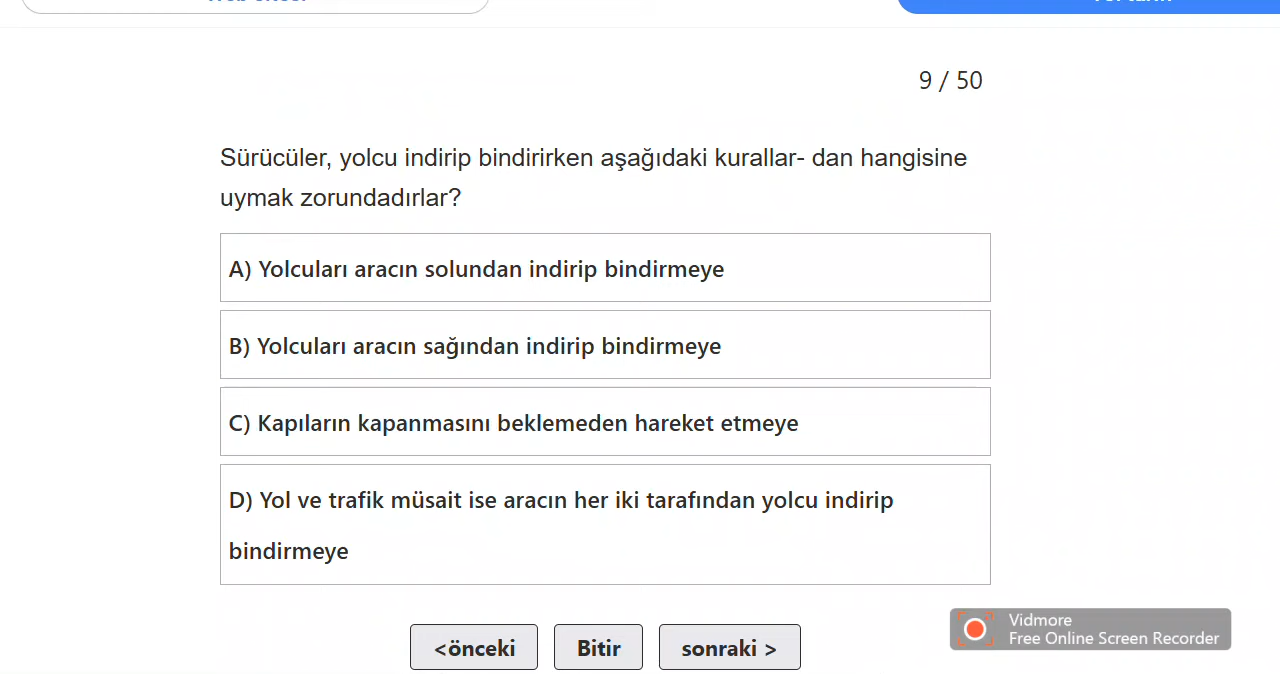 9 / 50
Sürücüler, yolcu indirip bindirirken aşağıdaki kurallar- dan hangisine
uymak zorundadırlar?
A) Yolcuları aracın solundan indirip bindirmeye
B) Yolcuları aracın sağından indirip bindirmeye
C) Kapıların kapanmasını beklemeden hareket etmeye
D) Yol ve trafik müsait ise aracın her iki tarafından yolcu indirip
bindirmeye
<önceki
Bitir
sonraki >
Vidmore
Free Online Screen Recorder